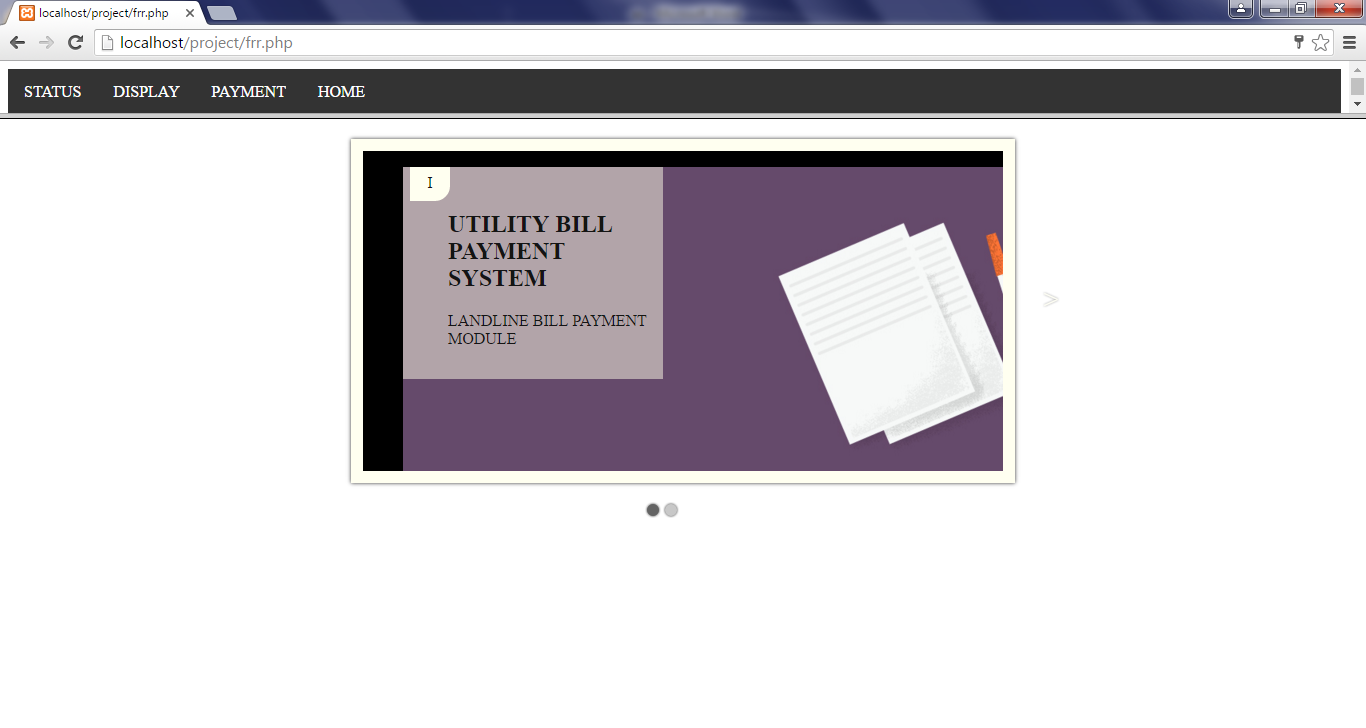 localhost/project/frr.php
localhost/project/frr.php
STATUS DISPLAY PAYMENT HOME
I
UTILITY BILL
PAYMENT
SYSTEM
LANDLINE BILL PAYMENT
MODULE
>